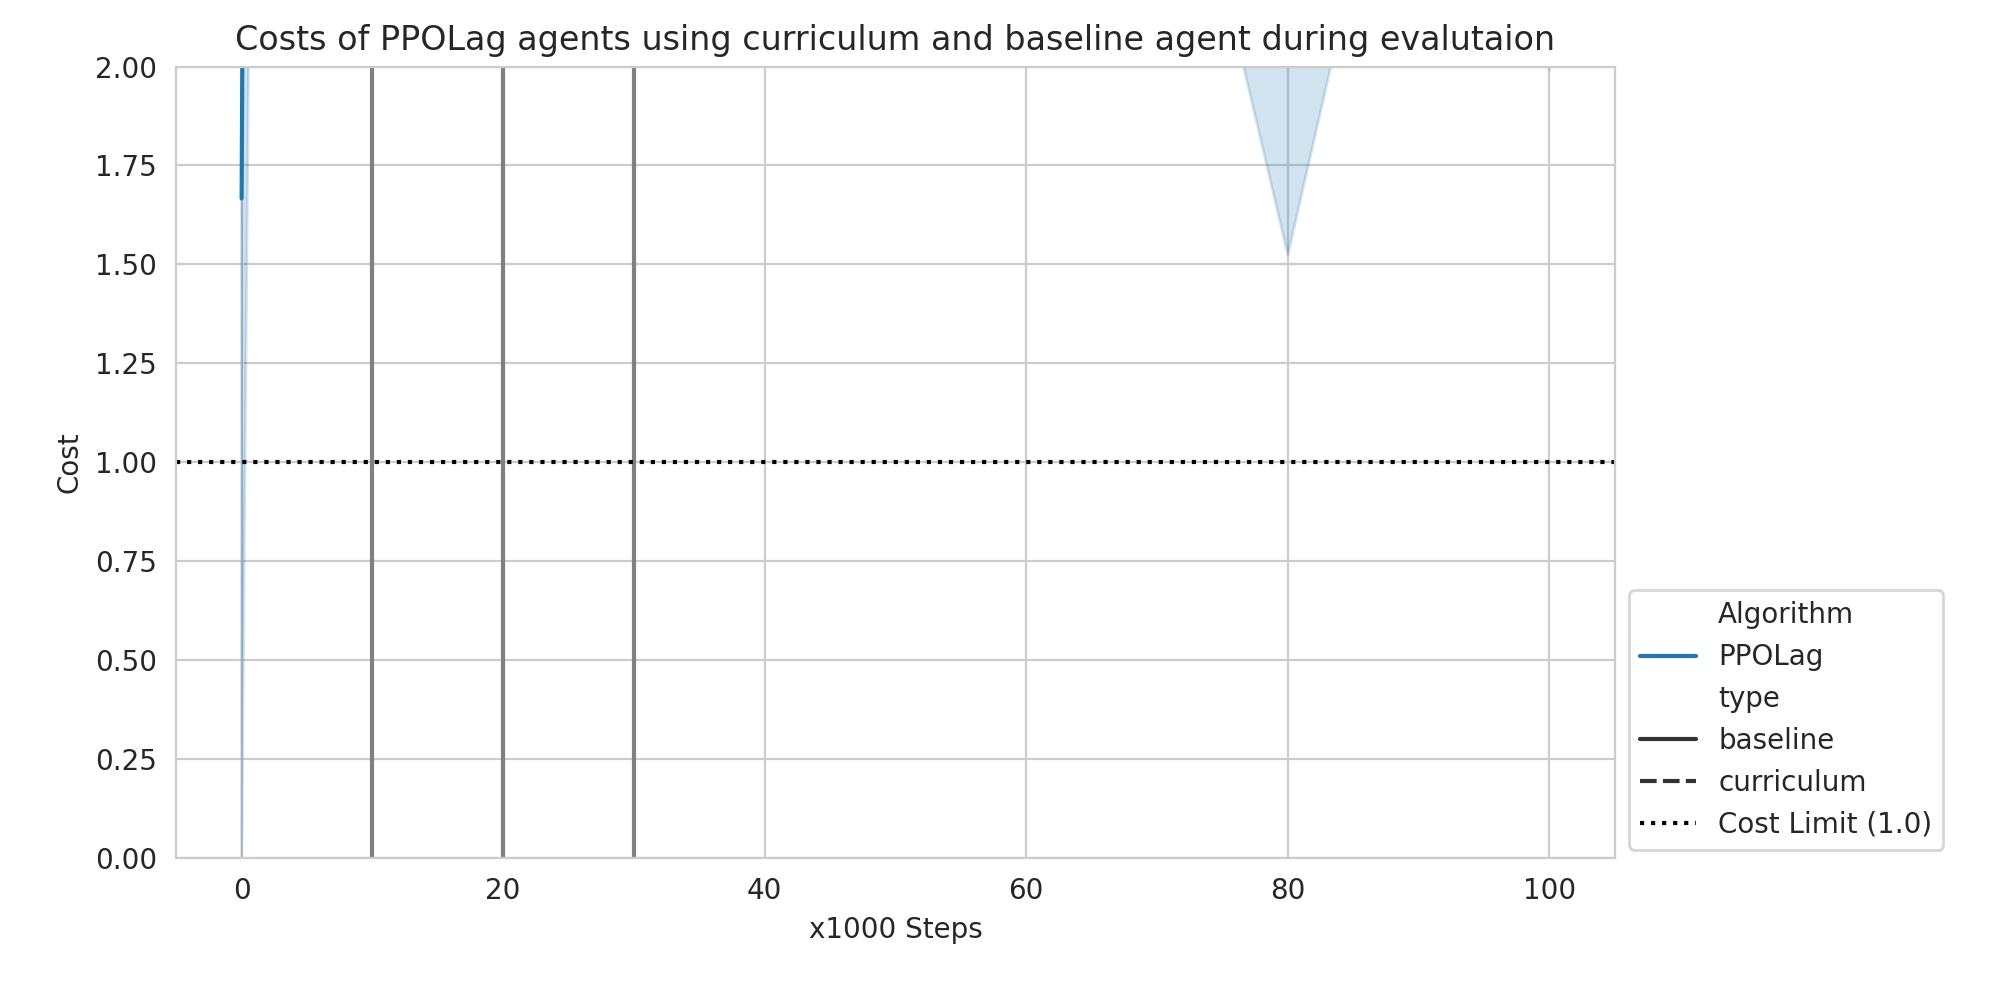 Costs of PPOLag agents using curriculum and baseline agent during evalutaion
2.00
1.75
1.50
1.25
1.00
0.75
0.50
0.25
0.00
Cost
0 20 40 60 80 100
x1000 Steps
Algorithm
PPOLag
type
baseline
curriculum
Cost Limit (1.0)